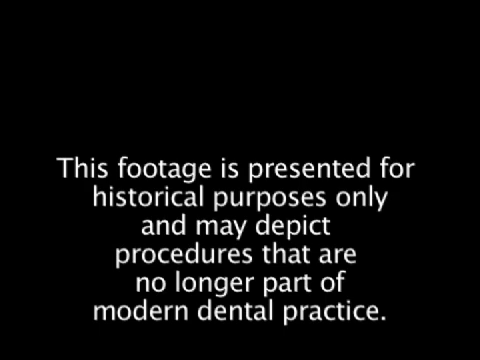 This footage is presented for
historical purposes only
and may depict
procedures that are
no longer part of
modern dental practice.